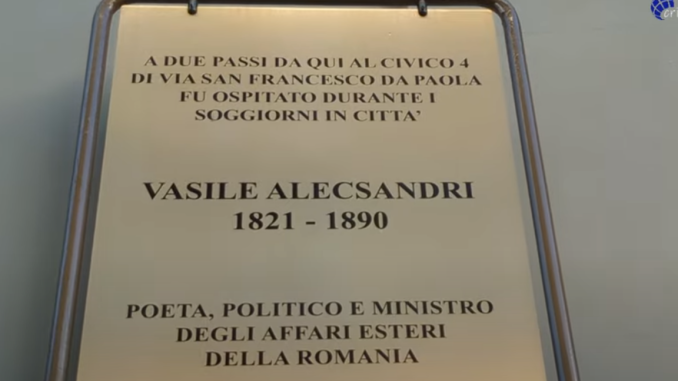 A DUE PASSI DA QUI AL CIVICO 4
DI VIA SAN FRANCESCO DA PAOLA
FU OSPITATO DURANTE I
SOGGIORNI IN CITTA'
VASILE ALECSANDRI
1821 - 1890
POETA, POLITICO E MINISTRO
DEGLI AFFARI ESTERI
DELLA ROMANIA